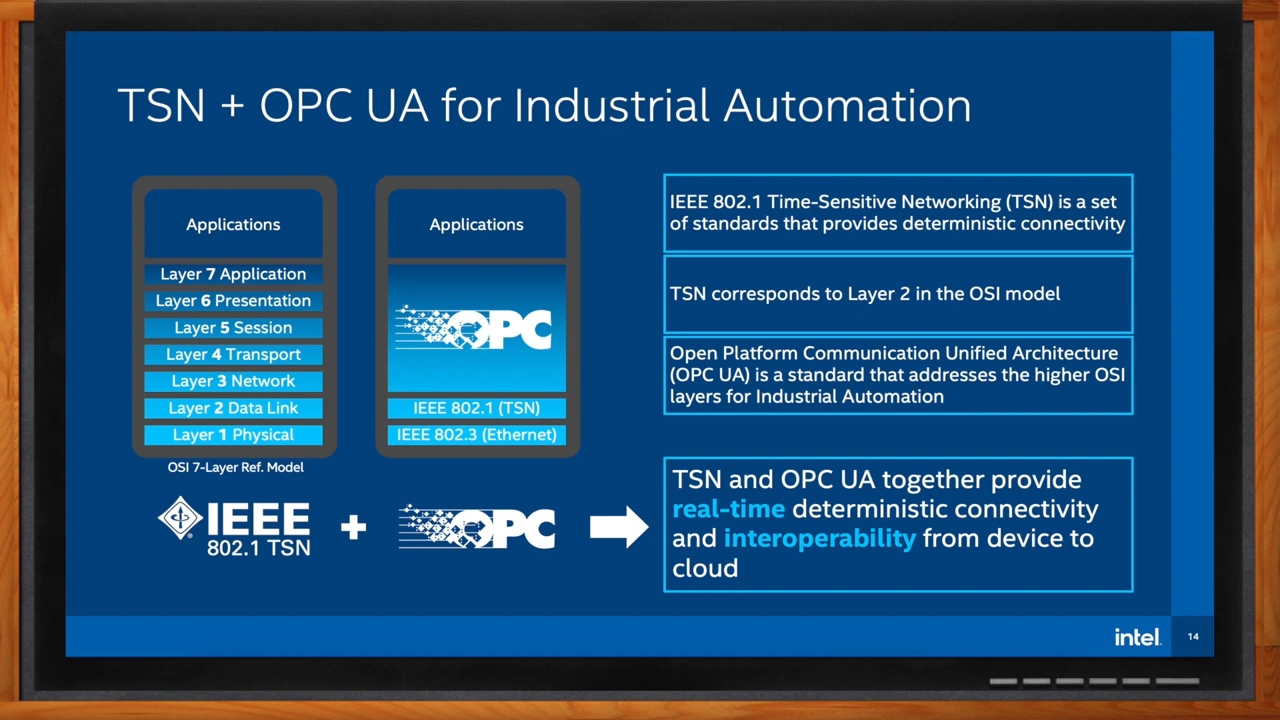 TSN + OPC UA for Industrial Automation
Applications
Layer 7 Application
Layer 6 Presentation
Layer 5 Session
Layer 4 Transport
Layer 3 Network
Layer 2 Data Link
Layer 1 Physical
OSI 7-Layer Ref. Model
Applications
OPC
IEEE 802.1 (TSN)
IEEE 802.3 (Ethernet)
IEEE 802.1 Time-Sensitive Networking (TSN) is a set
of standards that provides deterministic connectivity
TSN corresponds to Layer 2 in the OSI model
Open Platform Communication Unified Architecture
(OPC UA) is a standard that addresses the higher OSI
layers for Industrial Automation
IEEE
802.1 TSN
+
OPC
TSN and OPC UA together provide
real-time deterministic connectivity
and interoperability from device to
cloud
intel.
14